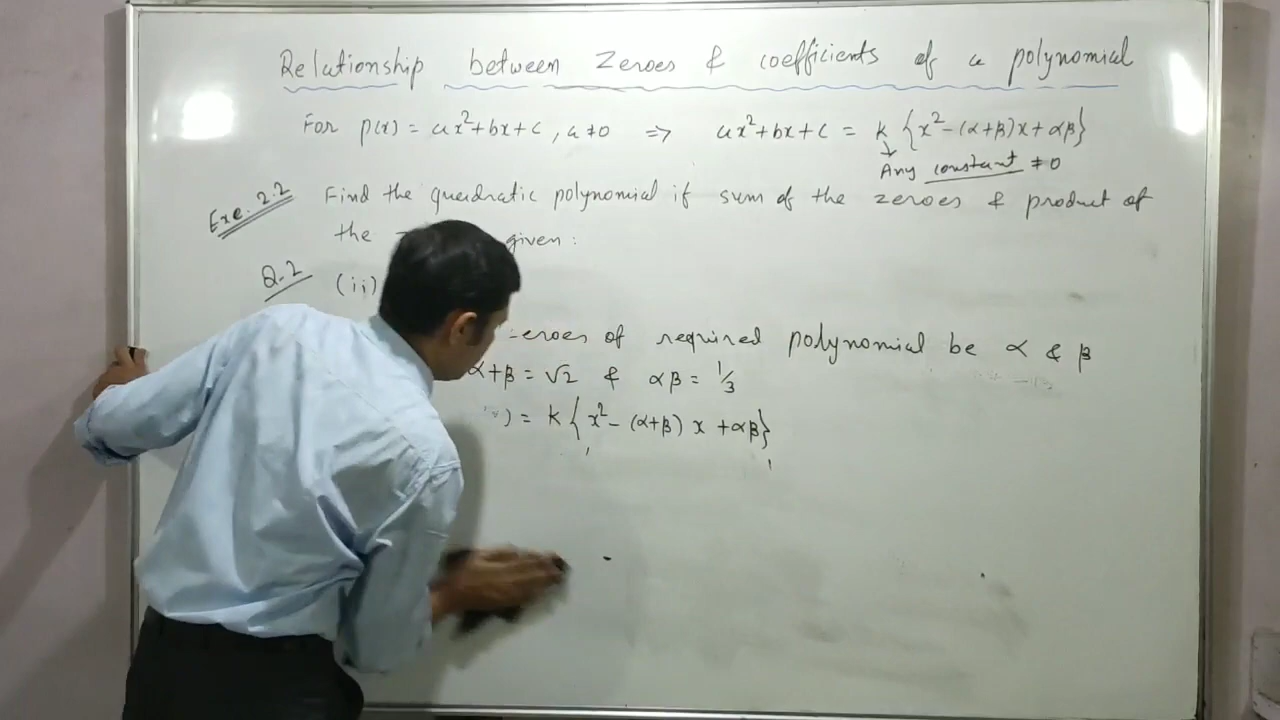 Relationship between Zeroes & coefficients of a polynomial
For p(x) = ax²+bx+c, a≠0 ⇒ ax²+bx+c = k {x²-(α+β)x+αβ}
Any constant ≠0
Exe. 2.2 Find the quadratic polynomial if sum of the zeroes & product of
the given:
Q.2 (ii)
zeroes of required polynomial be α & β
α+β = √2 & αβ = 1/3
) = k{x²- (α+β) x +αβ}